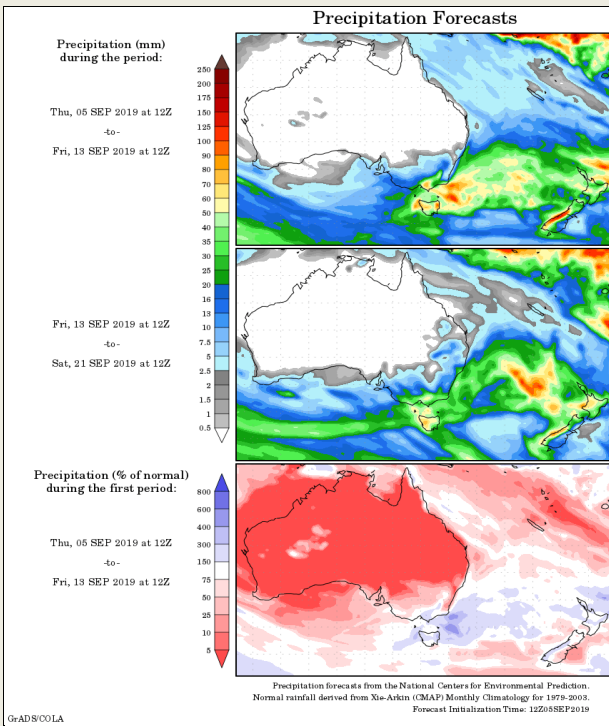 Precipitation Forecasts
Precipitation (mm)
during the period:
Thu, 05 SEP 2019 at 12Z
-to-
Fri, 13 SEP 2019 at 12Z
250
200
175
150
125
100
90
80
70
60
50
40
35
30
25
20
16
13
10
7.5
5
2.5
2
1.5
1
0.5
Fri, 13 SEP 2019 at 12Z
-to-
Sat, 21 SEP 2019 at 12Z
Precipitation (% of normal)
during the first period:
Thu, 05 SEP 2019 at 12Z
-to-
Fri, 13 SEP 2019 at 12Z
800
600
400
300
150
75
50
25
10
5
Precipitation forecasts from the National Centers for Environmental Prediction.
Normal rainfall derived from Xie-Arkin (CMAP) Monthly Climatology for 1979-2003.
Forecast Initialization Time: 12Z05SEP2019
GrADS/COLA